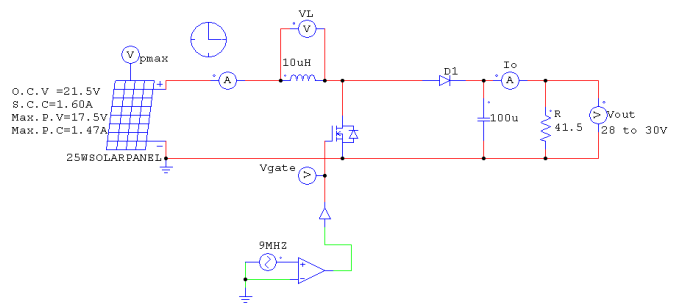 VL
V
V
pmax
10uH
A
D1
Io
A
O.C.V =21.5V
S.C.C=1.60A
Max.P.V=17.5V
Max.P.C=1.47A
+
−
25WSOLARPANEL
100u
R
41.5
V
Vout
28 to 30V
Vgate
V
9MHZ
+
−